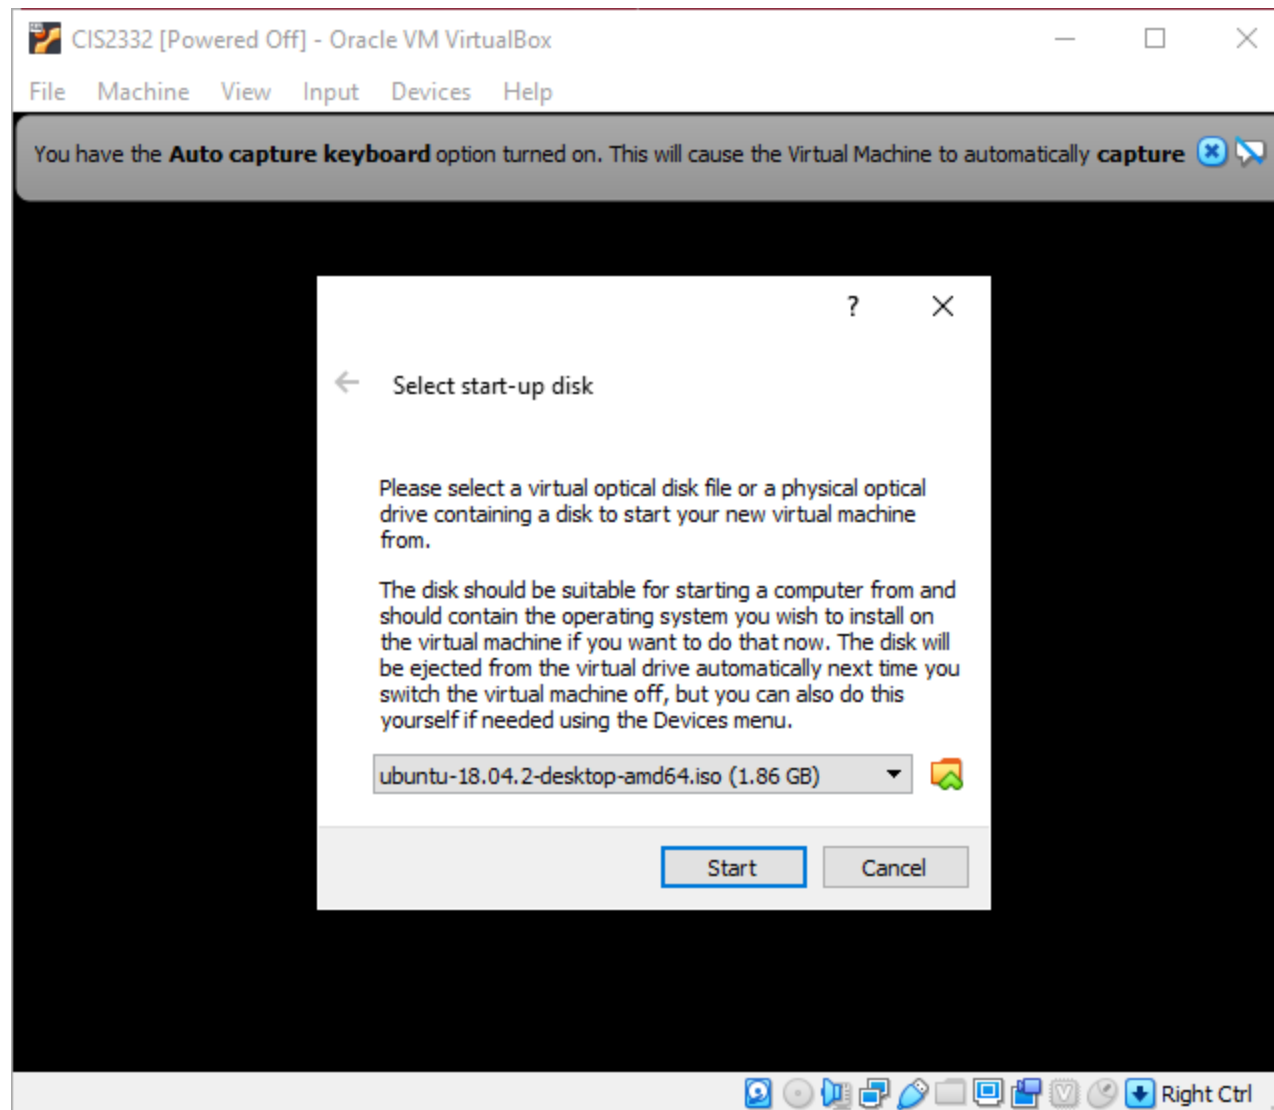 CIS2332 [Powered Off] - Oracle VM VirtualBox
File Machine View Input Devices Help
You have the Auto capture keyboard option turned on. This will cause the Virtual Machine to automatically capture
?
Select start-up disk
Please select a virtual optical disk file or a physical optical
drive containing a disk to start your new virtual machine
from.
The disk should be suitable for starting a computer from and
should contain the operating system you wish to install on
the virtual machine if you want to do that now. The disk will
be ejected from the virtual drive automatically next time you
switch the virtual machine off, but you can also do this
yourself if needed using the Devices menu.
ubuntu-18.04.2-desktop-amd64.iso (1.86 GB)
Start Cancel
Right Ctrl